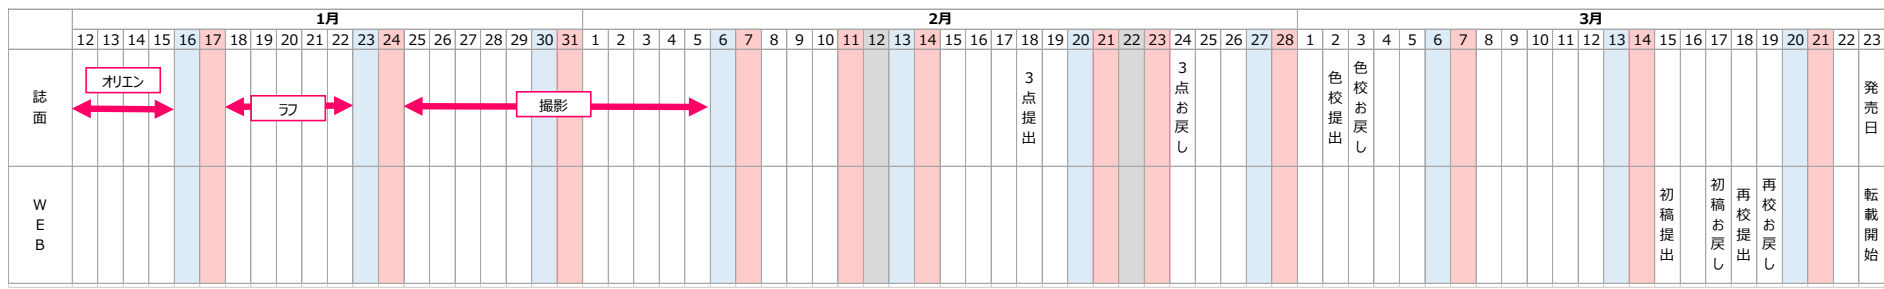 1月 2月 3月
12 13 14 15 16 17 18 19 20 21 22 23 24 25 26 27 28 29 30 31 1 2 3 4 5 6 7 8 9 10 11 12 13 14 15 16 17 18 19 20 21 22 23 24 25 26 27 28 1 2 3 4 5 6 7 8 9 10 11 12 13 14 15 16 17 18 19 20 21 22 23
誌面
オリエン
ラフ
撮影
3点提出
3点お戻し
色校提出
色校お戻し
発売日
WEB
初稿提出
初稿お戻し
再校提出
再校お戻し
転載開始